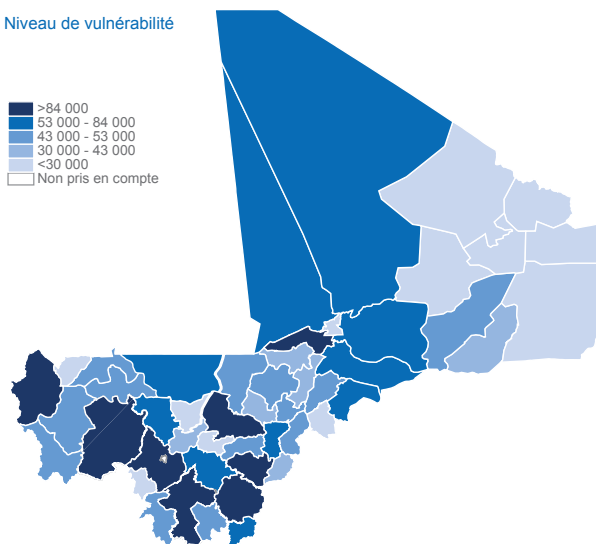 Niveau de vulnérabilité
>84 000
53 000 - 84 000
43 000 - 53 000
30 000 - 43 000
<30 000
Non pris en compte